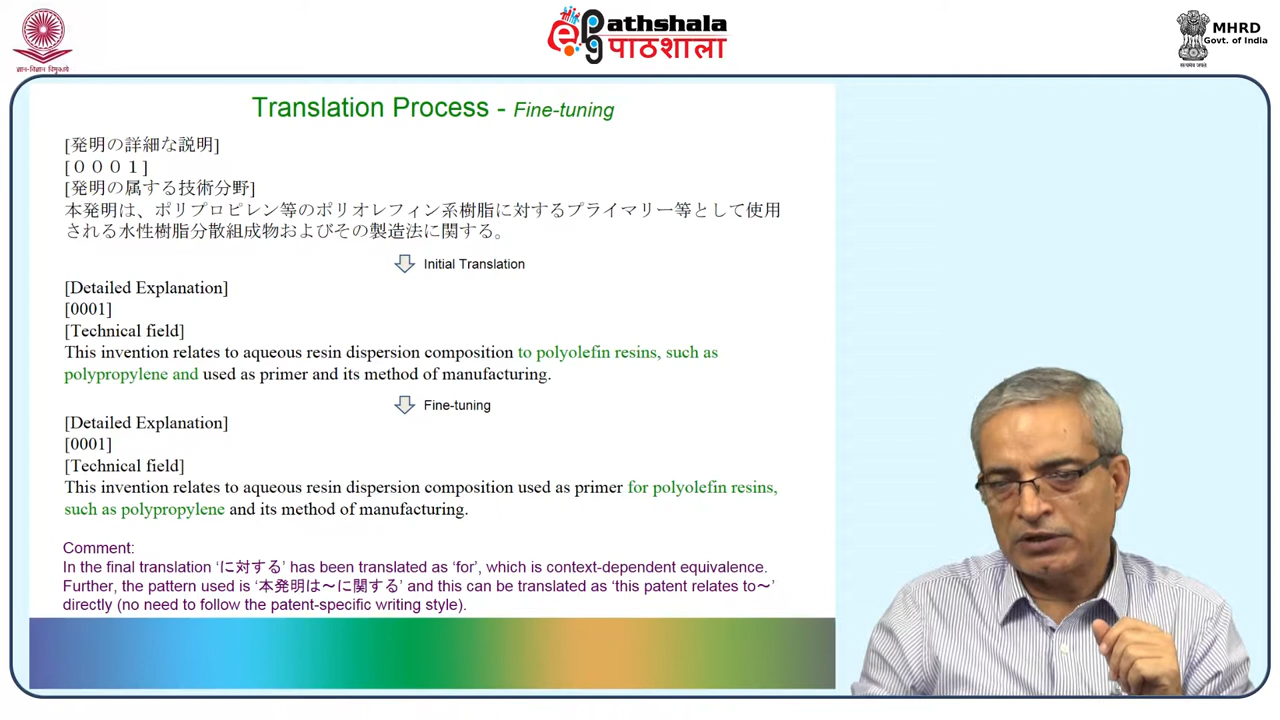 ज्ञान-विज्ञान विमुक्तये
ePg
athshala
पाठशाला
MHRD
Govt. of India
सत्यमेव जयते
Translation Process - Fine-tuning
[発明の詳細な説明]
[０００１]
[発明の属する技術分野]
本発明は、ポリプロピレン等のポリオレフィン系樹脂に対するプライマリー等として使用
される水性樹脂分散組成物およびその製造法に関する。
Initial Translation
[Detailed Explanation]
[0001]
[Technical field]
This invention relates to aqueous resin dispersion composition to polyolefin resins, such as
polypropylene and used as primer and its method of manufacturing.
Fine-tuning
[Detailed Explanation]
[0001]
[Technical field]
This invention relates to aqueous resin dispersion composition used as primer for polyolefin resins,
such as polypropylene and its method of manufacturing.
Comment:
In the final translation ‘に対する’ has been translated as ‘for’, which is context-dependent equivalence.
Further, the pattern used is ‘本発明は～に関する’ and this can be translated as ‘this patent relates to～’
directly (no need to follow the patent-specific writing style).